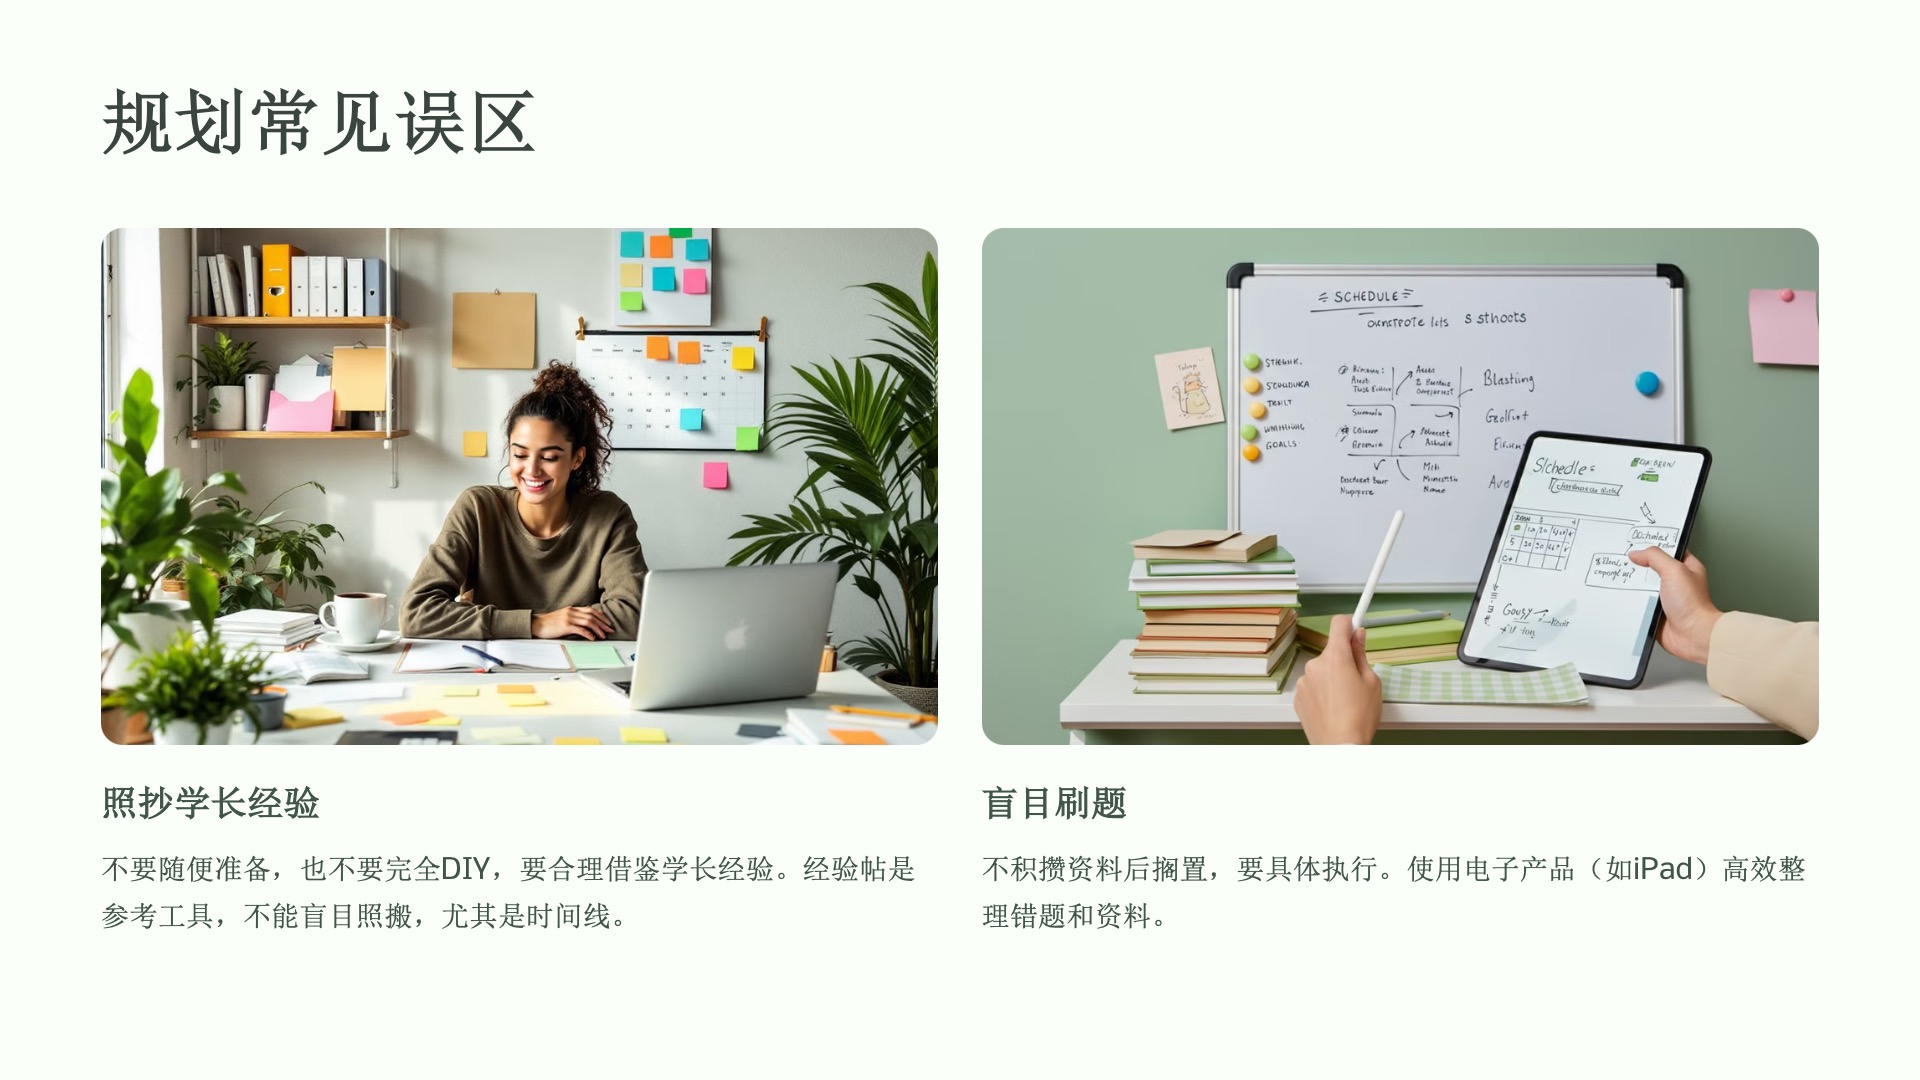 规划常见误区
SCHEDULE
Blasting
GOALS
照抄学长经验
不要随便准备，也不要完全DIY，要合理借鉴学长经验。经验帖是
参考工具，不能盲目照搬，尤其是时间线。
盲目刷题
不积攒资料后搁置，要具体执行。使用电子产品（如iPad）高效整
理错题和资料。